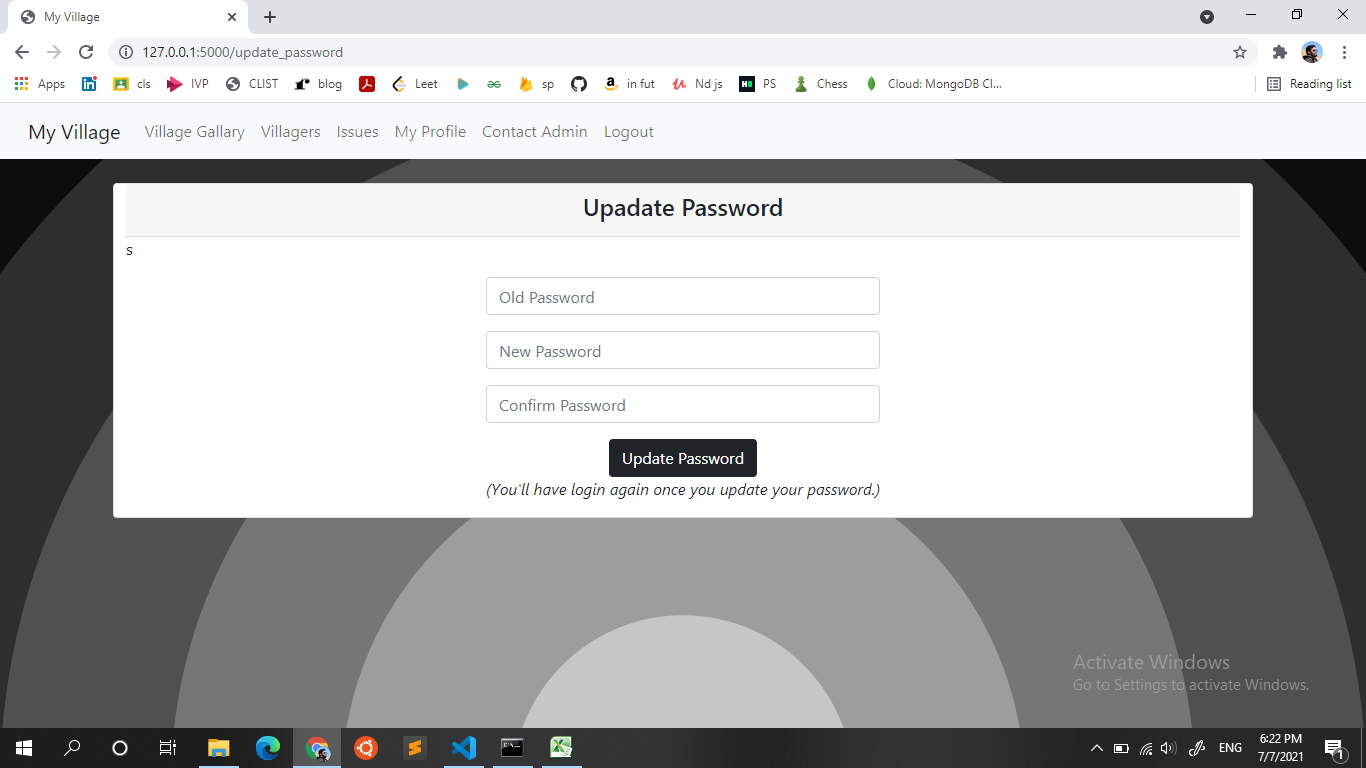 My Village
127.0.0.1:5000/update_password
Apps cls IVP CLIST blog Leet sp in fut Nd js PS Chess Cloud: MongoDB Cl... Reading list
My Village Village Gallary Villagers Issues My Profile Contact Admin Logout
Upadate Password
s
Old Password
New Password
Confirm Password
Update Password
(You'll have login again once you update your password.)
Activate Windows
Go to Settings to activate Windows.
6:22 PM
ENG
7/7/2021
1